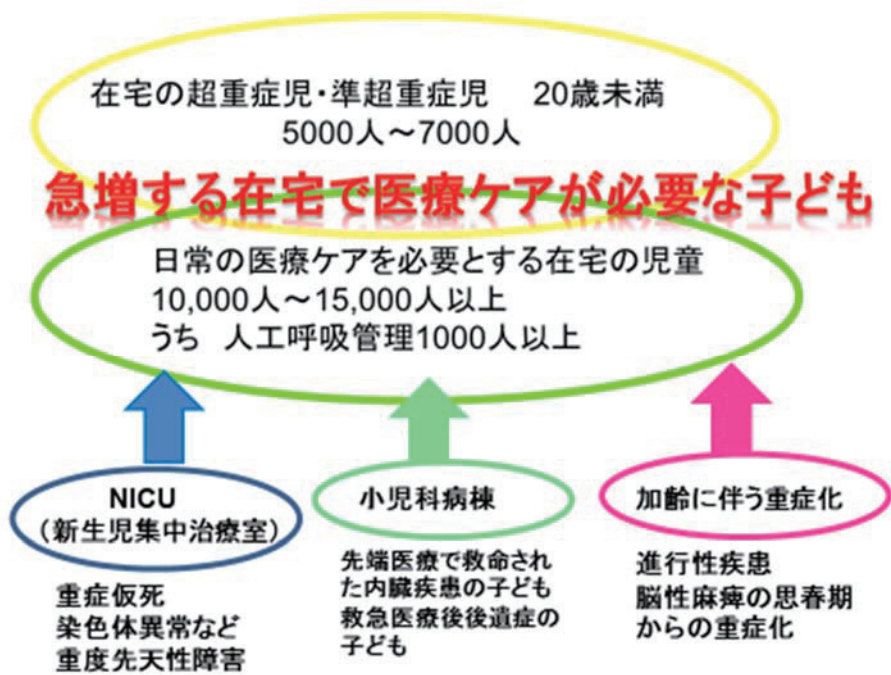 在宅の超重症児・準超重症児　20歳未満
5000人～7000人
急増する在宅で医療ケアが必要な子ども
日常の医療ケアを必要とする在宅の児童
10,000人～15,000人以上
うち　人工呼吸管理1000人以上
NICU
（新生児集中治療室）
重症仮死
染色体異常など
重度先天性障害
小児科病棟
先端医療で救命され
た内臓疾患の子ども
救急医療後後遺症の
子ども
加齢に伴う重症化
進行性疾患
脳性麻痺の思春期
からの重症化